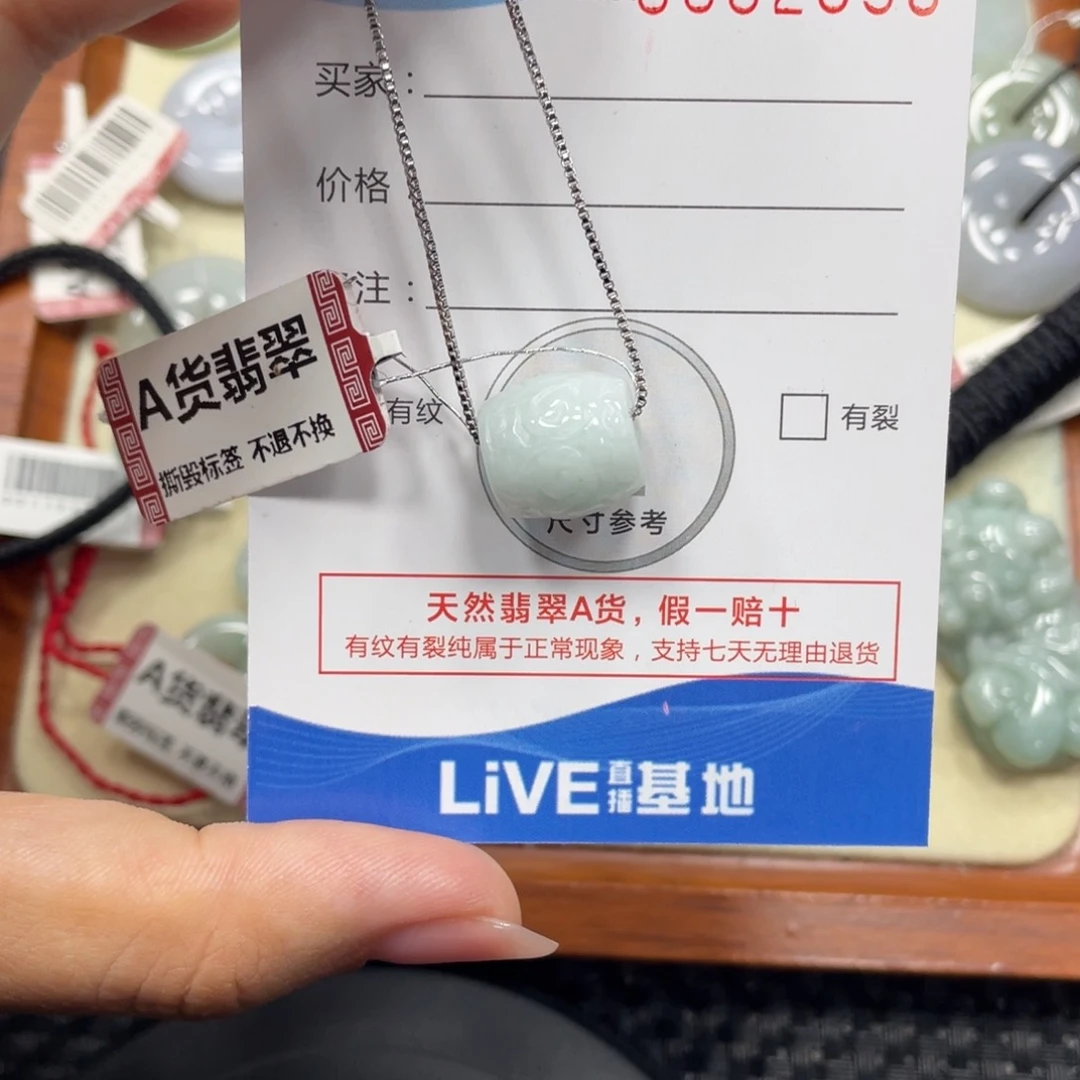 买家：
价格
注：
A货翡翠
撕毁标签 不退不换
有纹
有裂
尺寸参考
天然翡翠A货，假一赔十
有纹有裂纯属于正常现象，支持七天无理由退货
A货翡翠
LiVE直播基地